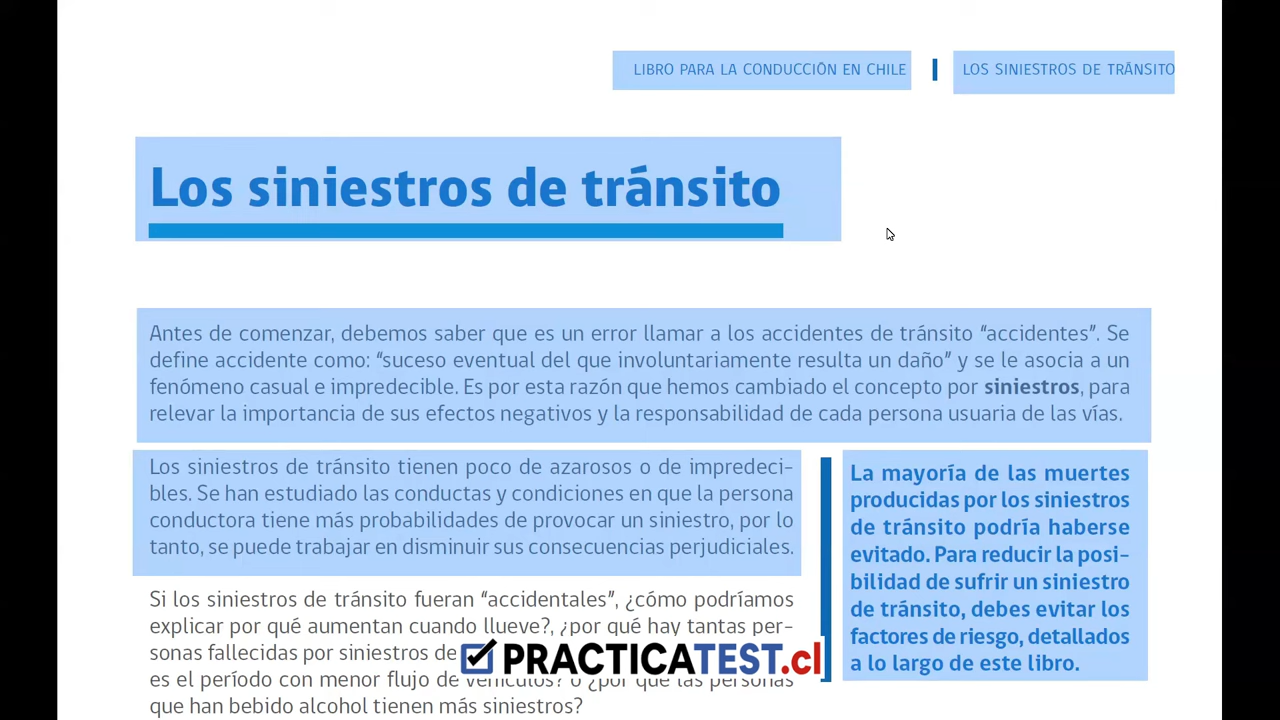 LIBRO PARA LA CONDUCCIÓN EN CHILE | LOS SINIESTROS DE TRÁNSITO
Los siniestros de tránsito
Antes de comenzar, debemos saber que es un error llamar a los accidentes de tránsito “accidentes”. Se
define accidente como: “suceso eventual del que involuntariamente resulta un daño” y se le asocia a un
fenómeno casual e impredecible. Es por esta razón que hemos cambiado el concepto por siniestros, para
relevar la importancia de sus efectos negativos y la responsabilidad de cada persona usuaria de las vías.
Los siniestros de tránsito tienen poco de azarosos o de impredeci-
bles. Se han estudiado las conductas y condiciones en que la persona
conductora tiene más probabilidades de provocar un siniestro, por lo
tanto, se puede trabajar en disminuir sus consecuencias perjudiciales.
Si los siniestros de tránsito fueran “accidentales”, ¿cómo podríamos
explicar por qué aumentan cuando llueve?, ¿por qué hay tantas per-
sonas fallecidas por siniestros de
es el período con menor flujo de vehículos? o ¿por qué las personas
que han bebido alcohol tienen más siniestros?
La mayoría de las muertes
producidas por los siniestros
de tránsito podría haberse
evitado. Para reducir la posi-
bilidad de sufrir un siniestro
de tránsito, debes evitar los
factores de riesgo, detallados
a lo largo de este libro.
PRACTICATEST.cl